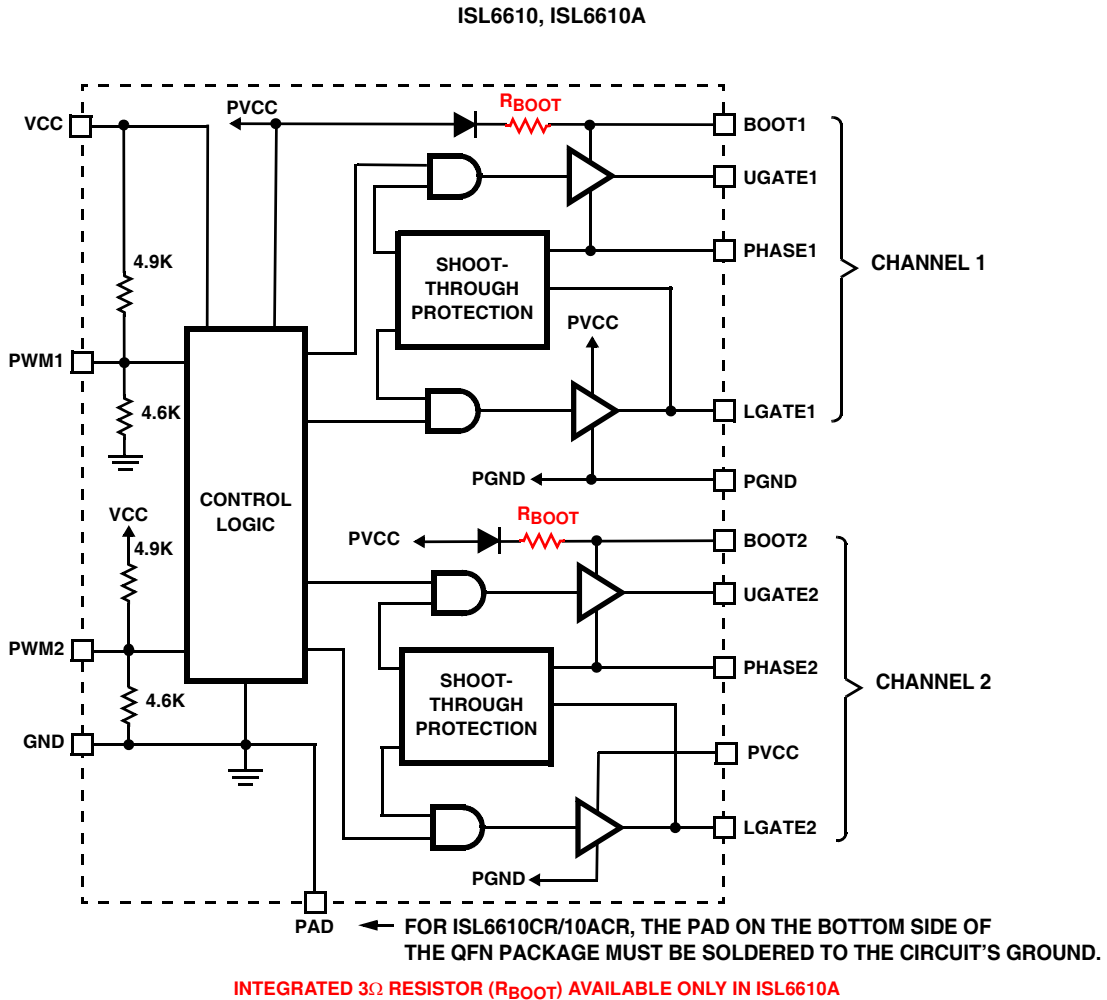 ISL6610, ISL6610A
VCC
PVCC
RBOOT
BOOT1
UGATE1
PHASE1
CHANNEL 1
4.9K
SHOOT-
THROUGH
PROTECTION
PVCC
PWM1
4.6K
LGATE1
PGND
PGND
CONTROL
LOGIC
VCC
4.9K
PVCC
RBOOT
BOOT2
UGATE2
PWM2
PHASE2
CHANNEL 2
4.6K
SHOOT-
THROUGH
PROTECTION
GND
PVCC
LGATE2
PGND
PAD
FOR ISL6610CR/10ACR, THE PAD ON THE BOTTOM SIDE OF
THE QFN PACKAGE MUST BE SOLDERED TO THE CIRCUIT'S GROUND.
INTEGRATED 3Ω RESISTOR (RBOOT) AVAILABLE ONLY IN ISL6610A